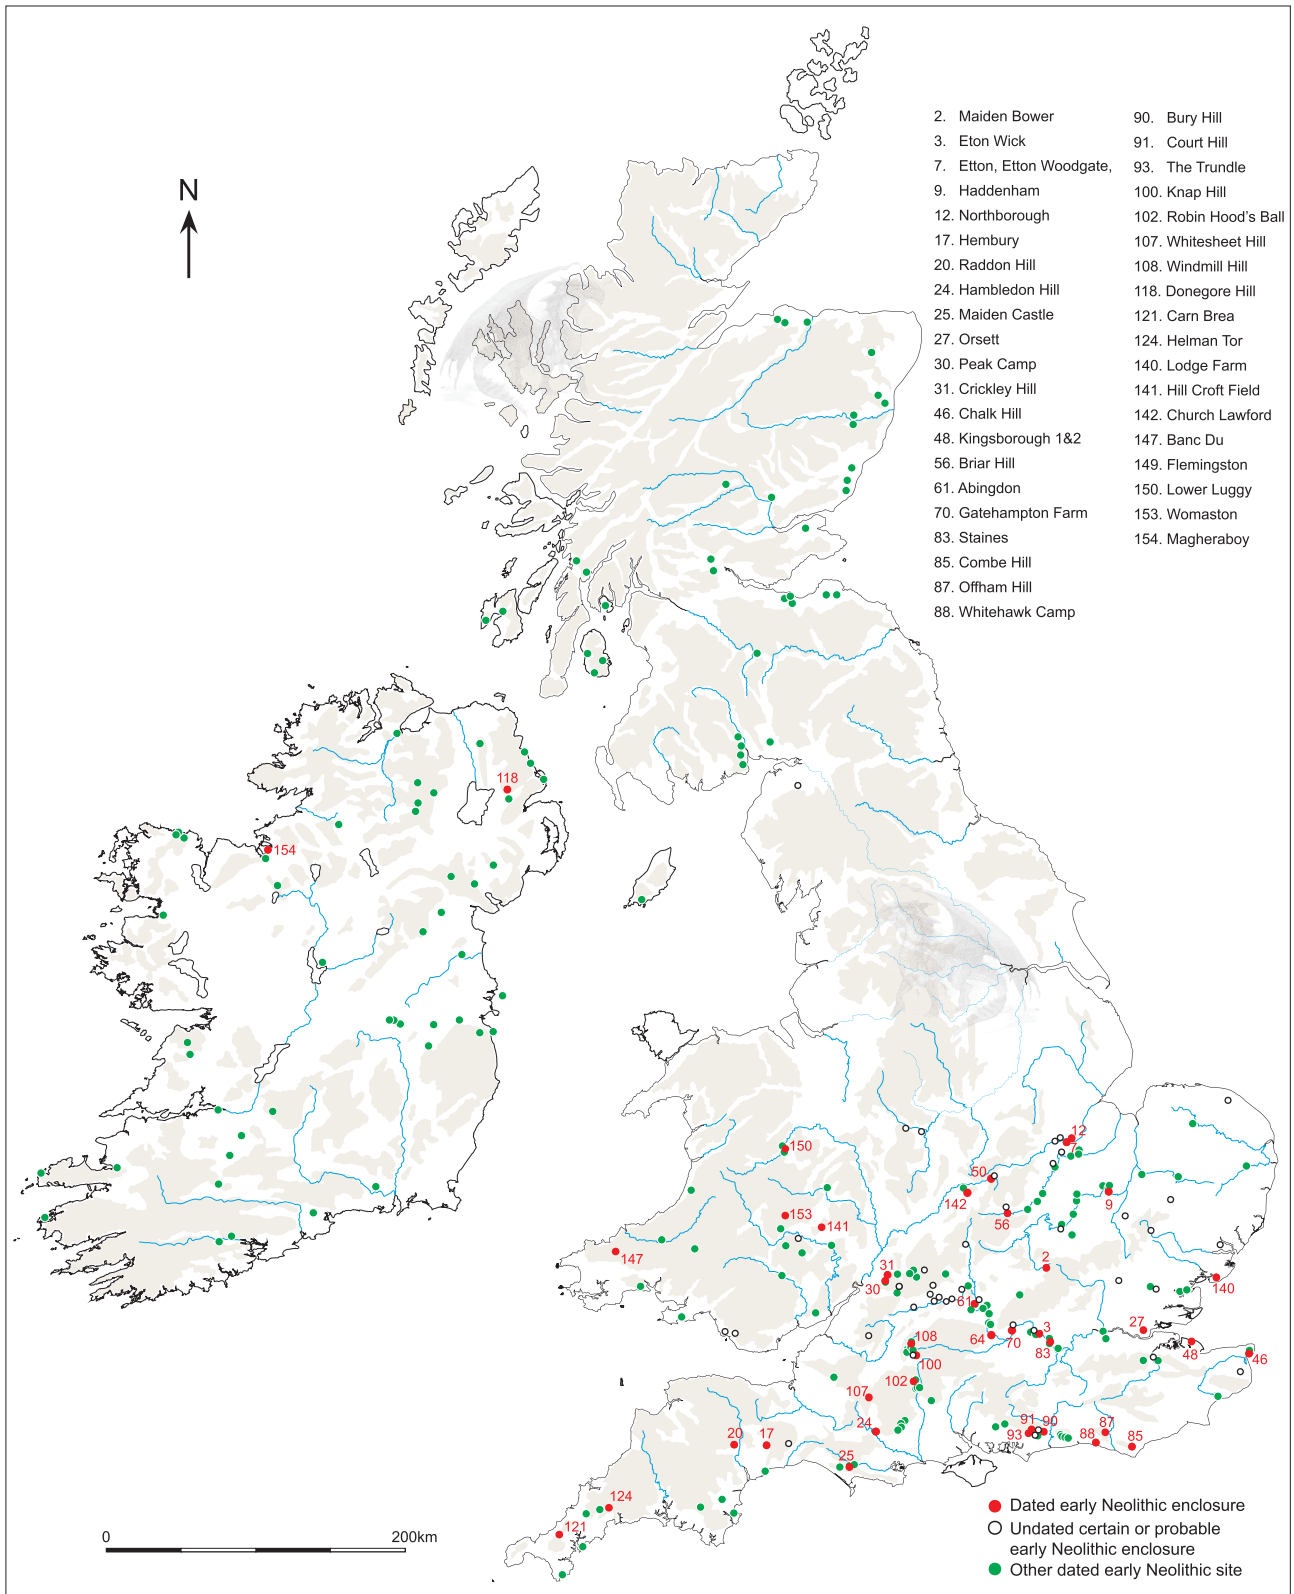 N
2. Maiden Bower
3. Eton Wick
7. Etton, Etton Woodgate,
9. Haddenham
12. Northborough
17. Hembury
20. Raddon Hill
24. Hambledon Hill
25. Maiden Castle
27. Orsett
30. Peak Camp
31. Crickley Hill
46. Chalk Hill
48. Kingsborough 1&2
56. Briar Hill
61. Abingdon
70. Gatehampton Farm
83. Staines
85. Combe Hill
87. Offham Hill
88. Whitehawk Camp
90. Bury Hill
91. Court Hill
93. The Trundle
100. Knap Hill
102. Robin Hood's Ball
107. Whitesheet Hill
108. Windmill Hill
118. Donegore Hill
121. Carn Brea
124. Helman Tor
140. Lodge Farm
141. Hill Croft Field
142. Church Lawford
147. Banc Du
149. Flemingston
150. Lower Luggy
153. Womaston
154. Magheraboy
118
154
12
7
150
50
142
9
56
153
141
147
2
31
30
140
61
27
64
70
3
83
108
100
48
46
102
107
24
91
90
93
87
88
85
20
17
25
124
121
0 200km
Dated early Neolithic enclosure
Undated certain or probable
early Neolithic enclosure
Other dated early Neolithic site